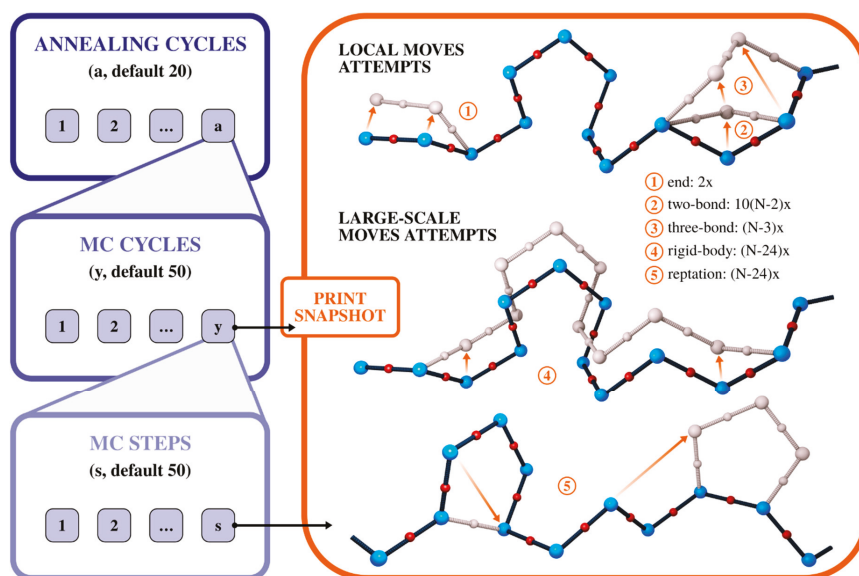 ANNEALING CYCLES
(a, default 20)
1 2 ... a
MC CYCLES
(y, default 50)
1 2 ... y
MC STEPS
(s, default 50)
1 2 ... s
PRINT
SNAPSHOT
LOCAL MOVES
ATTEMPTS
1
3
2
1 end: 2x
2 two-bond: 10(N-2)x
3 three-bond: (N-3)x
4 rigid-body: (N-24)x
5 reptation: (N-24)x
LARGE-SCALE
MOVES ATTEMPTS
4
5